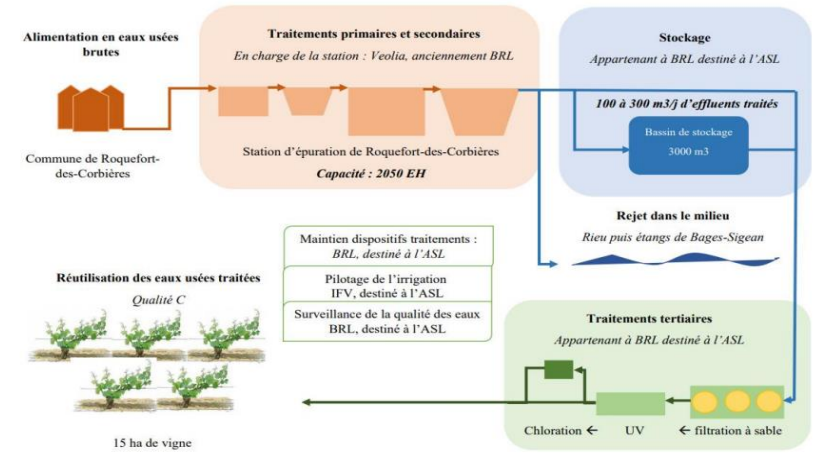 Alimentation en eaux usées
brutes
Commune de Roquefort-
des-Corbières
Traitements primaires et secondaires
En charge de la station : Veolia, anciennement BRL
Station d'épuration de Roquefort-des-Corbières
Capacité : 2050 EH
Stockage
Appartenant à BRL destiné à l'ASL
100 à 300 m3/j d'effluents traités
Bassin de stockage
3000 m3
Rejet dans le milieu
Rieu puis étangs de Bages-Sigean
Maintien dispositifs traitements :
BRL, destiné à l'ASL
Pilotage de l'irrigation
IFV, destiné à l'ASL
Surveillance de la qualité des eaux
BRL, destiné à l'ASL
Réutilisation des eaux usées traitées
Qualité C
15 ha de vigne
Traitements tertiaires
Appartenant à BRL destiné à l'ASL
Chloration ← UV ← filtration à sable